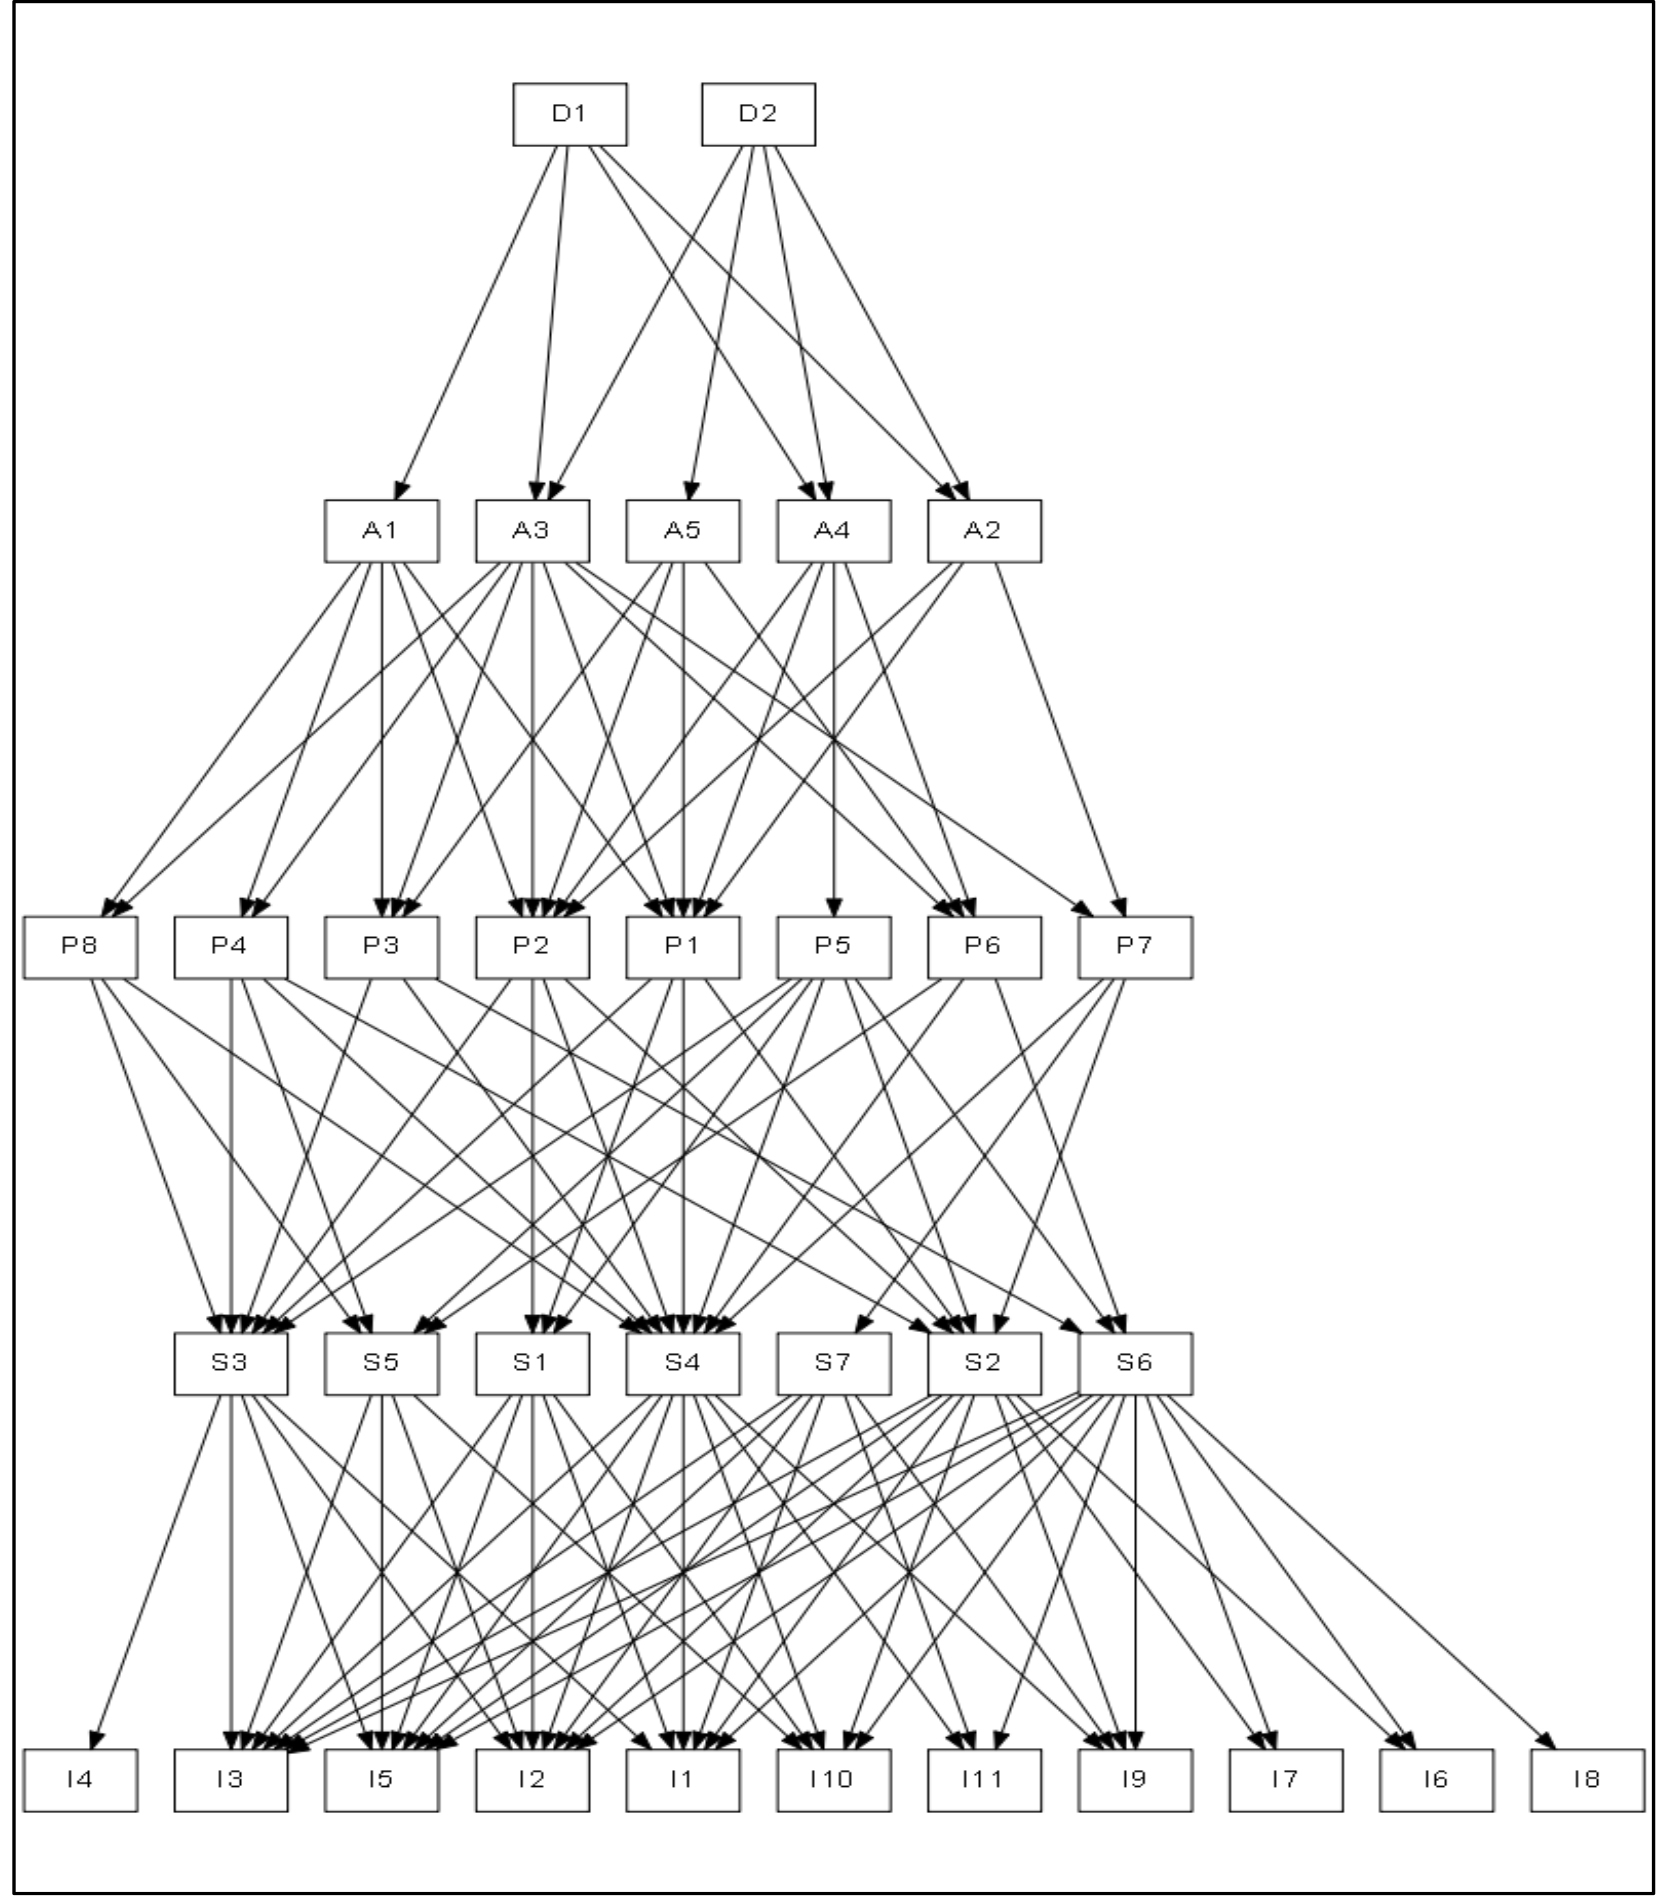 D1 D2
A1 A3 A5 A4 A2
P8 P4 P3 P2 P1 P5 P6 P7
S3 S5 S1 S4 S7 S2 S6
I4 I3 I5 I2 I1 I10 I11 I9 I7 I6 I8